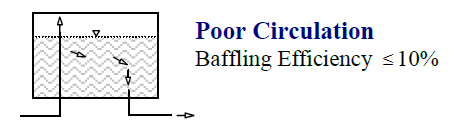 Poor Circulation
Baffling Efficiency ≤10%